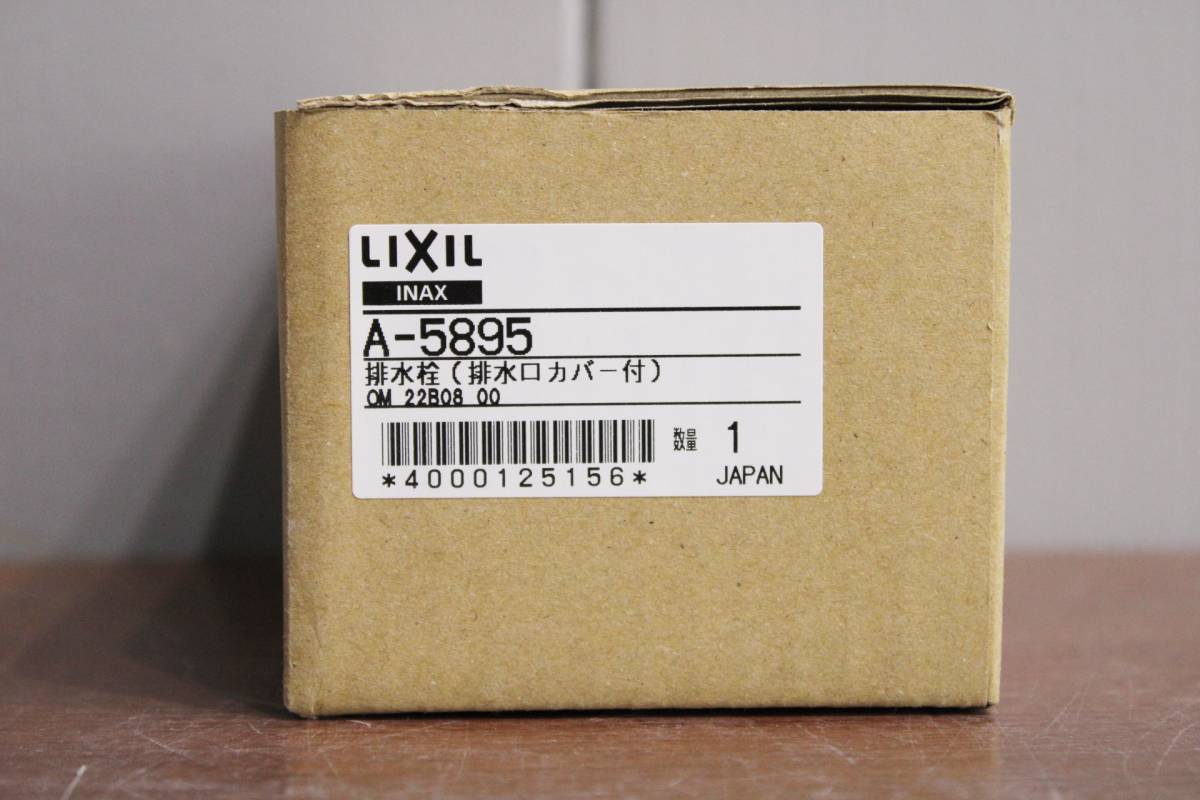 LIXIL
INAX
A-5895
排水栓(排水口カバー付)
OM 22B08 00
*4000125156*
数量 1
JAPAN